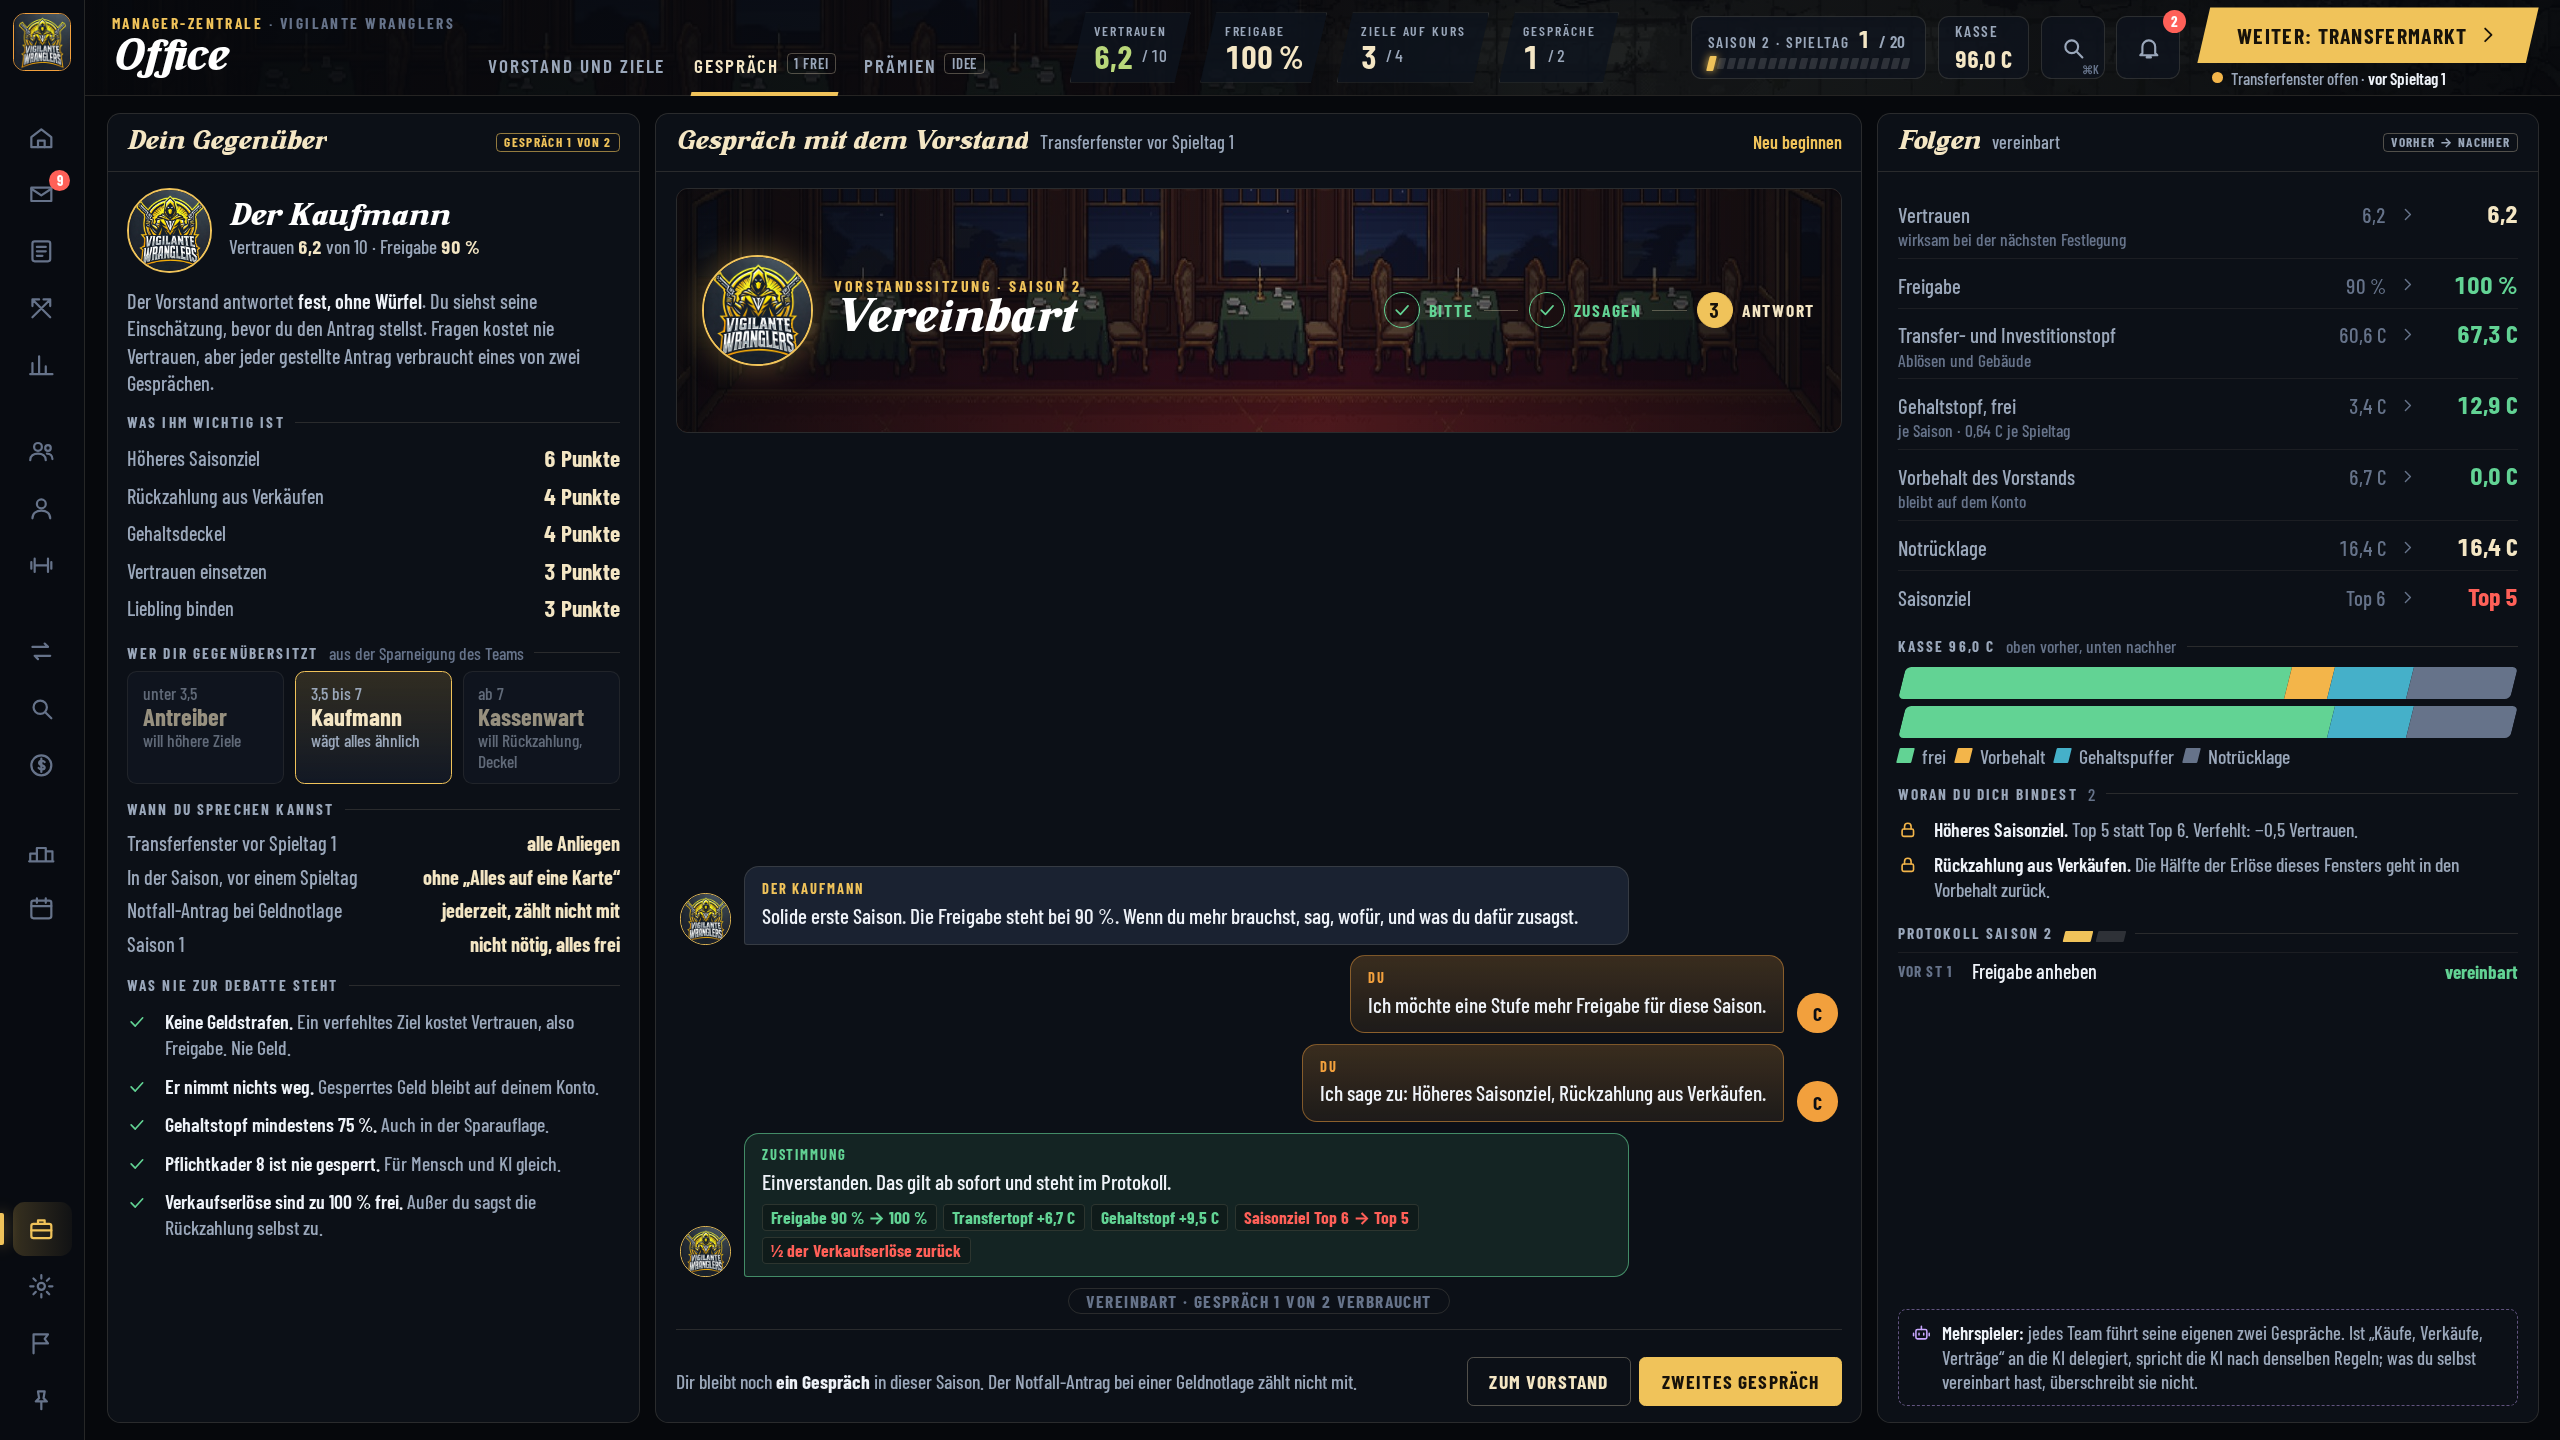 MANAGER-ZENTRALE · VIGILANTE WRANGLERS
Office
VORSTAND UND ZIELE
GESPRÄCH 1 FREI
PRÄMIEN IDEE
VERTRAUEN
6,2 / 10
FREIGABE
100 %
ZIELE AUF KURS
3 / 4
GESPRÄCHE
1 / 2
SAISON 2 · SPIELTAG 1 / 20
KASSE
96,0 C
⌘K
2
WEITER: TRANSFERMARKT
Transferfenster offen · vor Spieltag 1
9
Dein Gegenüber
GESPRÄCH 1 VON 2
VIGILANTE WRANGLERS
Der Kaufmann
Vertrauen 6,2 von 10 · Freigabe 90 %
Der Vorstand antwortet fest, ohne Würfel. Du siehst seine
Einschätzung, bevor du den Antrag stellst. Fragen kostet nie
Vertrauen, aber jeder gestellte Antrag verbraucht eines von zwei
Gesprächen.
WAS IHM WICHTIG IST
Höheres Saisonziel 6 Punkte
Rückzahlung aus Verkäufen 4 Punkte
Gehaltsdeckel 4 Punkte
Vertrauen einsetzen 3 Punkte
Liebling binden 3 Punkte
WER DIR GEGENÜBERSITZT aus der Sparneigung des Teams
unter 3,5
Antreiber
will höhere Ziele
3,5 bis 7
Kaufmann
wägt alles ähnlich
ab 7
Kassenwart
will Rückzahlung,
Deckel
WANN DU SPRECHEN KANNST
Transferfenster vor Spieltag 1 alle Anliegen
In der Saison, vor einem Spieltag ohne „Alles auf eine Karte“
Notfall-Antrag bei Geldnotlage jederzeit, zählt nicht mit
Saison 1 nicht nötig, alles frei
WAS NIE ZUR DEBATTE STEHT
Keine Geldstrafen. Ein verfehltes Ziel kostet Vertrauen, also
Freigabe. Nie Geld.
Er nimmt nichts weg. Gesperrtes Geld bleibt auf deinem Konto.
Gehaltstopf mindestens 75 %. Auch in der Sparauflage.
Pflichtkader 8 ist nie gesperrt. Für Mensch und KI gleich.
Verkaufserlöse sind zu 100 % frei. Außer du sagst die
Rückzahlung selbst zu.
Gespräch mit dem Vorstand Transferfenster vor Spieltag 1
Neu beginnen
VIGILANTE WRANGLERS
VORSTANDSSITZUNG · SAISON 2
Vereinbart
BITTE
ZUSAGEN
3 ANTWORT
DER KAUFMANN
Solide erste Saison. Die Freigabe steht bei 90 %. Wenn du mehr brauchst, sag, wofür, und was du dafür zusagst.
DU
Ich möchte eine Stufe mehr Freigabe für diese Saison.
C
DU
Ich sage zu: Höheres Saisonziel, Rückzahlung aus Verkäufen.
C
ZUSTIMMUNG
Einverstanden. Das gilt ab sofort und steht im Protokoll.
Freigabe 90 % → 100 % Transfertopf +6,7 C Gehaltstopf +9,5 C Saisonziel Top 6 → Top 5
½ der Verkaufserlöse zurück
VEREINBART · GESPRÄCH 1 VON 2 VERBRAUCHT
Dir bleibt noch ein Gespräch in dieser Saison. Der Notfall-Antrag bei einer Geldnotlage zählt nicht mit.
ZUM VORSTAND
ZWEITES GESPRÄCH
Folgen vereinbart
VORHER → NACHHER
Vertrauen 6,2 6,2
wirksam bei der nächsten Festlegung
Freigabe 90 % 100 %
Transfer- und Investitionstopf 60,6 C 67,3 C
Ablösen und Gebäude
Gehaltstopf, frei 3,4 C 12,9 C
je Saison · 0,64 C je Spieltag
Vorbehalt des Vorstands 6,7 C 0,0 C
bleibt auf dem Konto
Notrücklage 16,4 C 16,4 C
Saisonziel Top 6 Top 5
KASSE 96,0 C oben vorher, unten nachher
frei Vorbehalt Gehaltspuffer Notrücklage
WORAN DU DICH BINDEST 2
Höheres Saisonziel. Top 5 statt Top 6. Verfehlt: −0,5 Vertrauen.
Rückzahlung aus Verkäufen. Die Hälfte der Erlöse dieses Fensters geht in den
Vorbehalt zurück.
PROTOKOLL SAISON 2
VOR ST 1 Freigabe anheben vereinbart
Mehrspieler: jedes Team führt seine eigenen zwei Gespräche. Ist „Käufe, Verkäufe,
Verträge“ an die KI delegiert, spricht die KI nach denselben Regeln; was du selbst
vereinbart hast, überschreibt sie nicht.